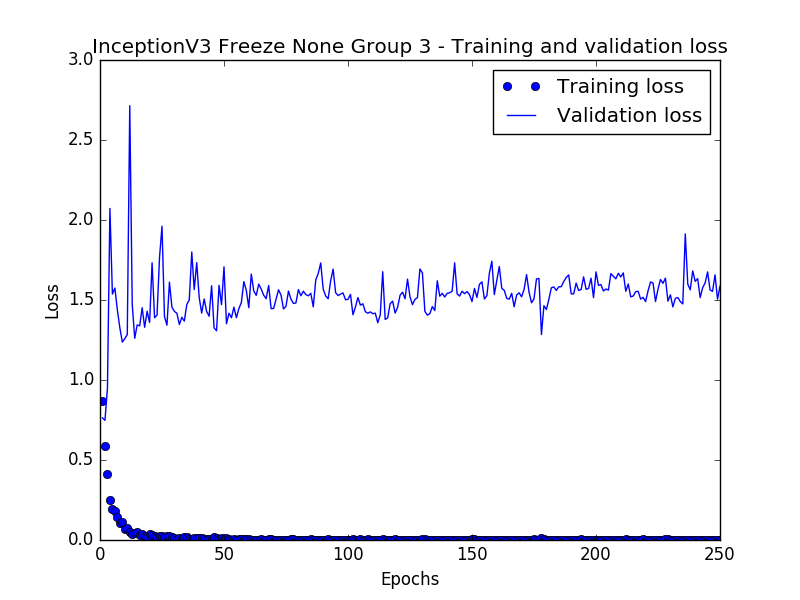 InceptionV3 Freeze None Group 3 - Training and validation loss
3.0
2.5
2.0
1.5
1.0
0.5
0.0
Loss
Training loss
Validation loss
0 50 100 150 200 250
Epochs